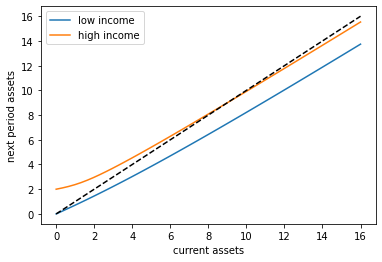 16
14
12
10
8
6
4
2
0
next period assets
low income
high income
0 2 4 6 8 10 12 14 16
current assets